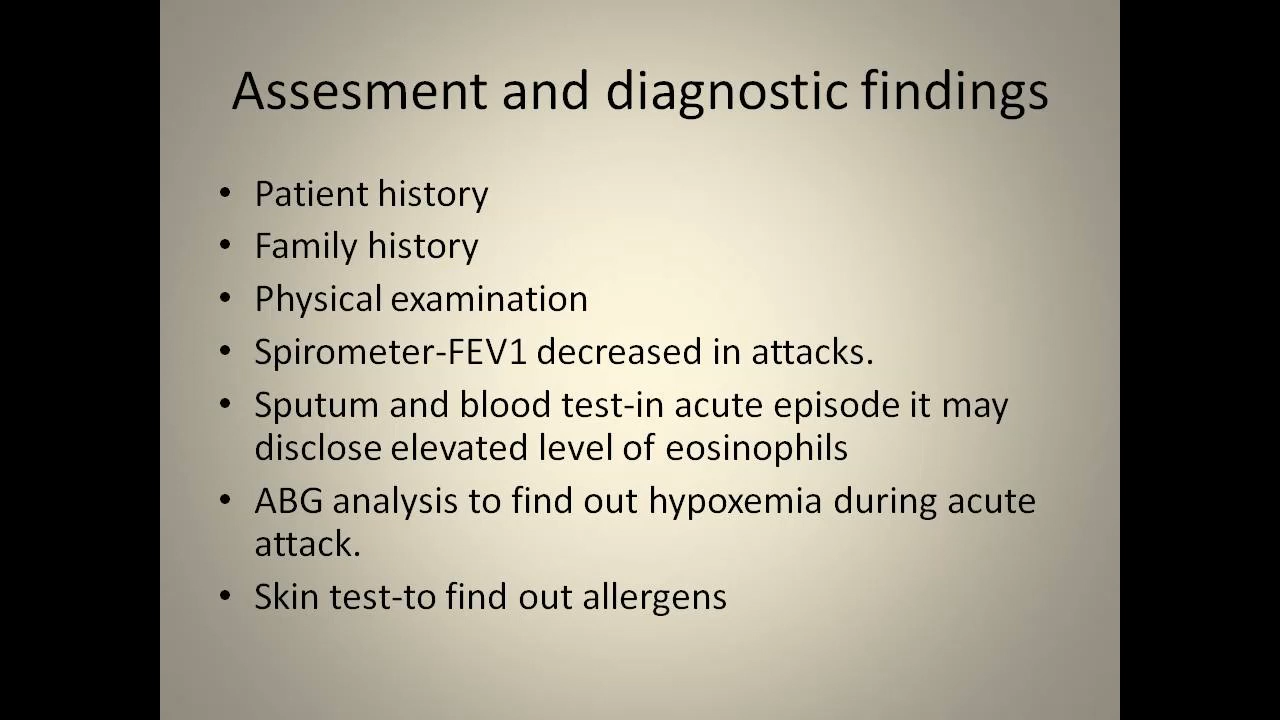 Assesment and diagnostic findings
• Patient history
• Family history
• Physical examination
• Spirometer-FEV1 decreased in attacks.
• Sputum and blood test-in acute episode it may
disclose elevated level of eosinophils
• ABG analysis to find out hypoxemia during acute
attack.
• Skin test-to find out allergens